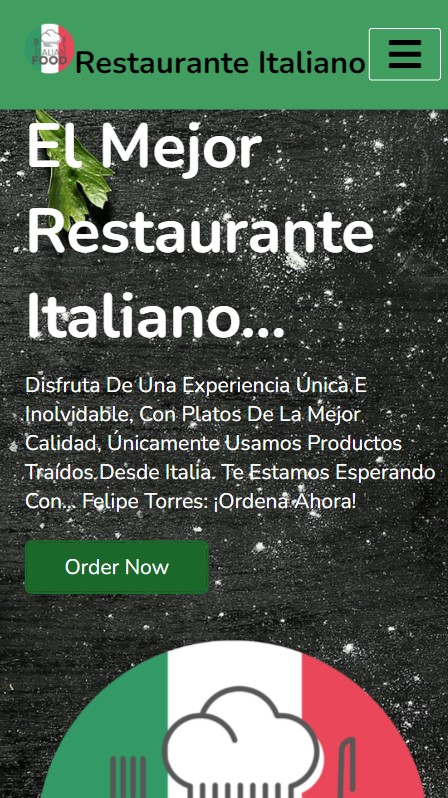 ITALIAN
FOOD
Restaurante Italiano
El Mejor
Restaurante
Italiano...
Disfruta De Una Experiencia Única E
Inolvidable, Con Platos De La Mejor
Calidad, Únicamente Usamos Productos
Traídos Desde Italia. Te Estamos Esperando
Con... Felipe Torres: ¡Ordena Ahora!
Order Now